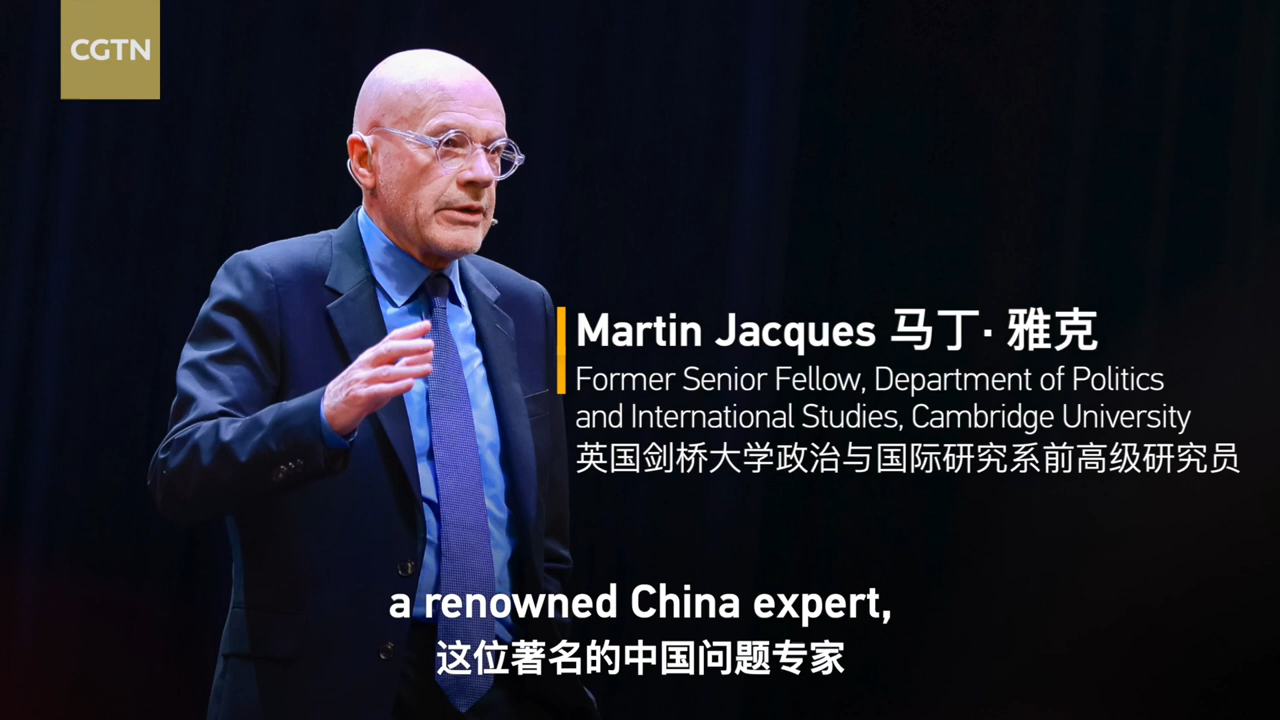 CGTN
Martin Jacques 马丁·雅克
Former Senior Fellow, Department of Politics
and International Studies, Cambridge University
英国剑桥大学政治与国际研究系前高级研究员
a renowned China expert,
这位著名的中国问题专家